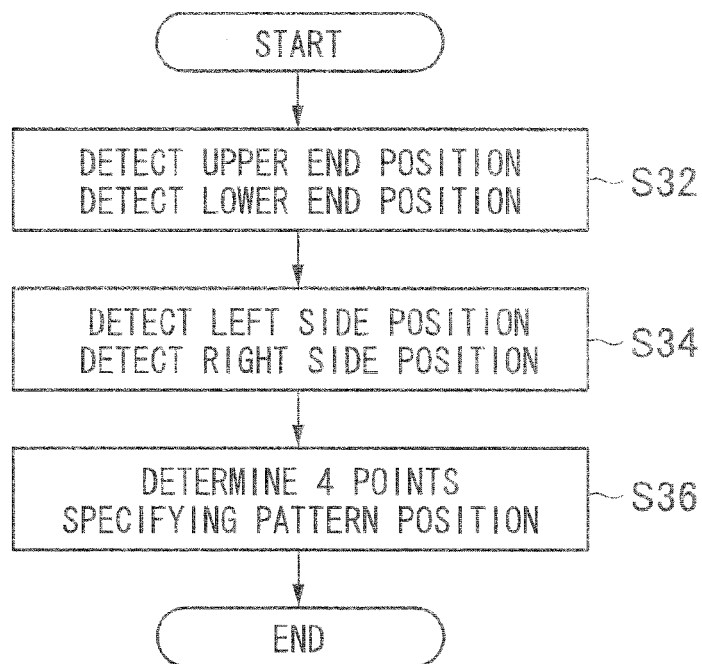 START
DETECT UPPER END POSITION
DETECT LOWER END POSITION
S32
DETECT LEFT SIDE POSITION
DETECT RIGHT SIDE POSITION
S34
DETERMINE 4 POINTS
SPECIFYING PATTERN POSITION
S36
END